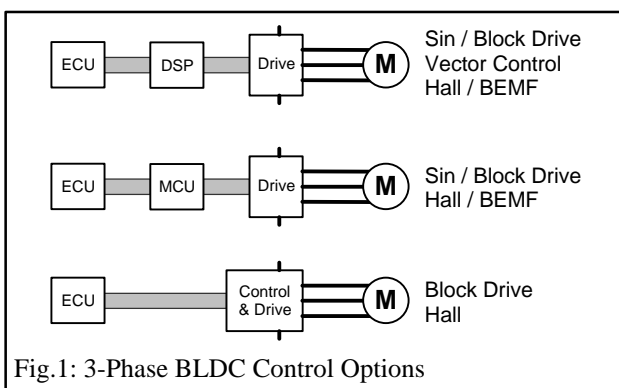 ECU DSP Drive M Sin / Block Drive
Vector Control
Hall / BEMF
ECU MCU Drive M Sin / Block Drive
Hall / BEMF
ECU Control
& Drive M Block Drive
Hall
Fig.1: 3-Phase BLDC Control Options